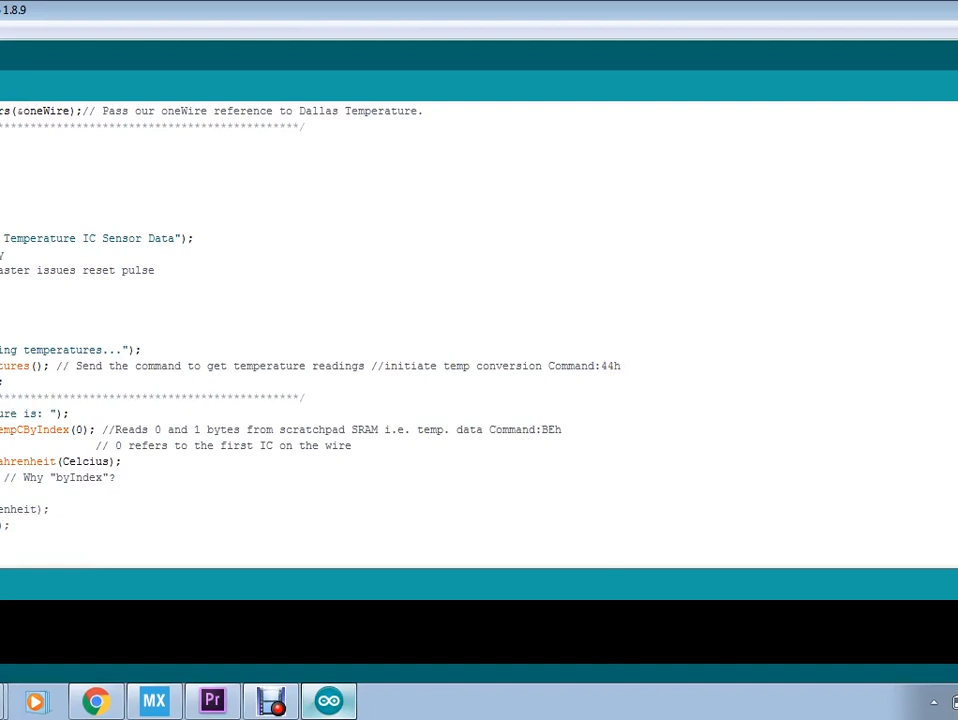 1.8.9
rs(&oneWire);// Pass our oneWire reference to Dallas Temperature.
**********************************************/
Temperature IC Sensor Data");
y
aster issues reset pulse
ing temperatures...");
tures(); // Send the command to get temperature readings //initiate temp conversion Command:44h
;
**********************************************/
ure is: ");
empCByIndex(0); //Reads 0 and 1 bytes from scratchpad SRAM i.e. temp. data Command:BEh
// 0 refers to the first IC on the wire
ahrenheit(Celcius);
// Why "byIndex"?
enheit);
);
MX
Pr